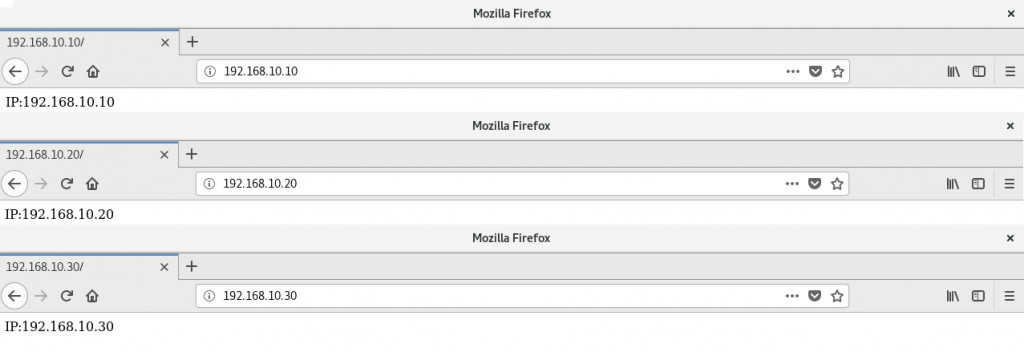 Mozilla Firefox
192.168.10.10/
192.168.10.10
IP:192.168.10.10
Mozilla Firefox
192.168.10.20/
192.168.10.20
IP:192.168.10.20
Mozilla Firefox
192.168.10.30/
192.168.10.30
IP:192.168.10.30